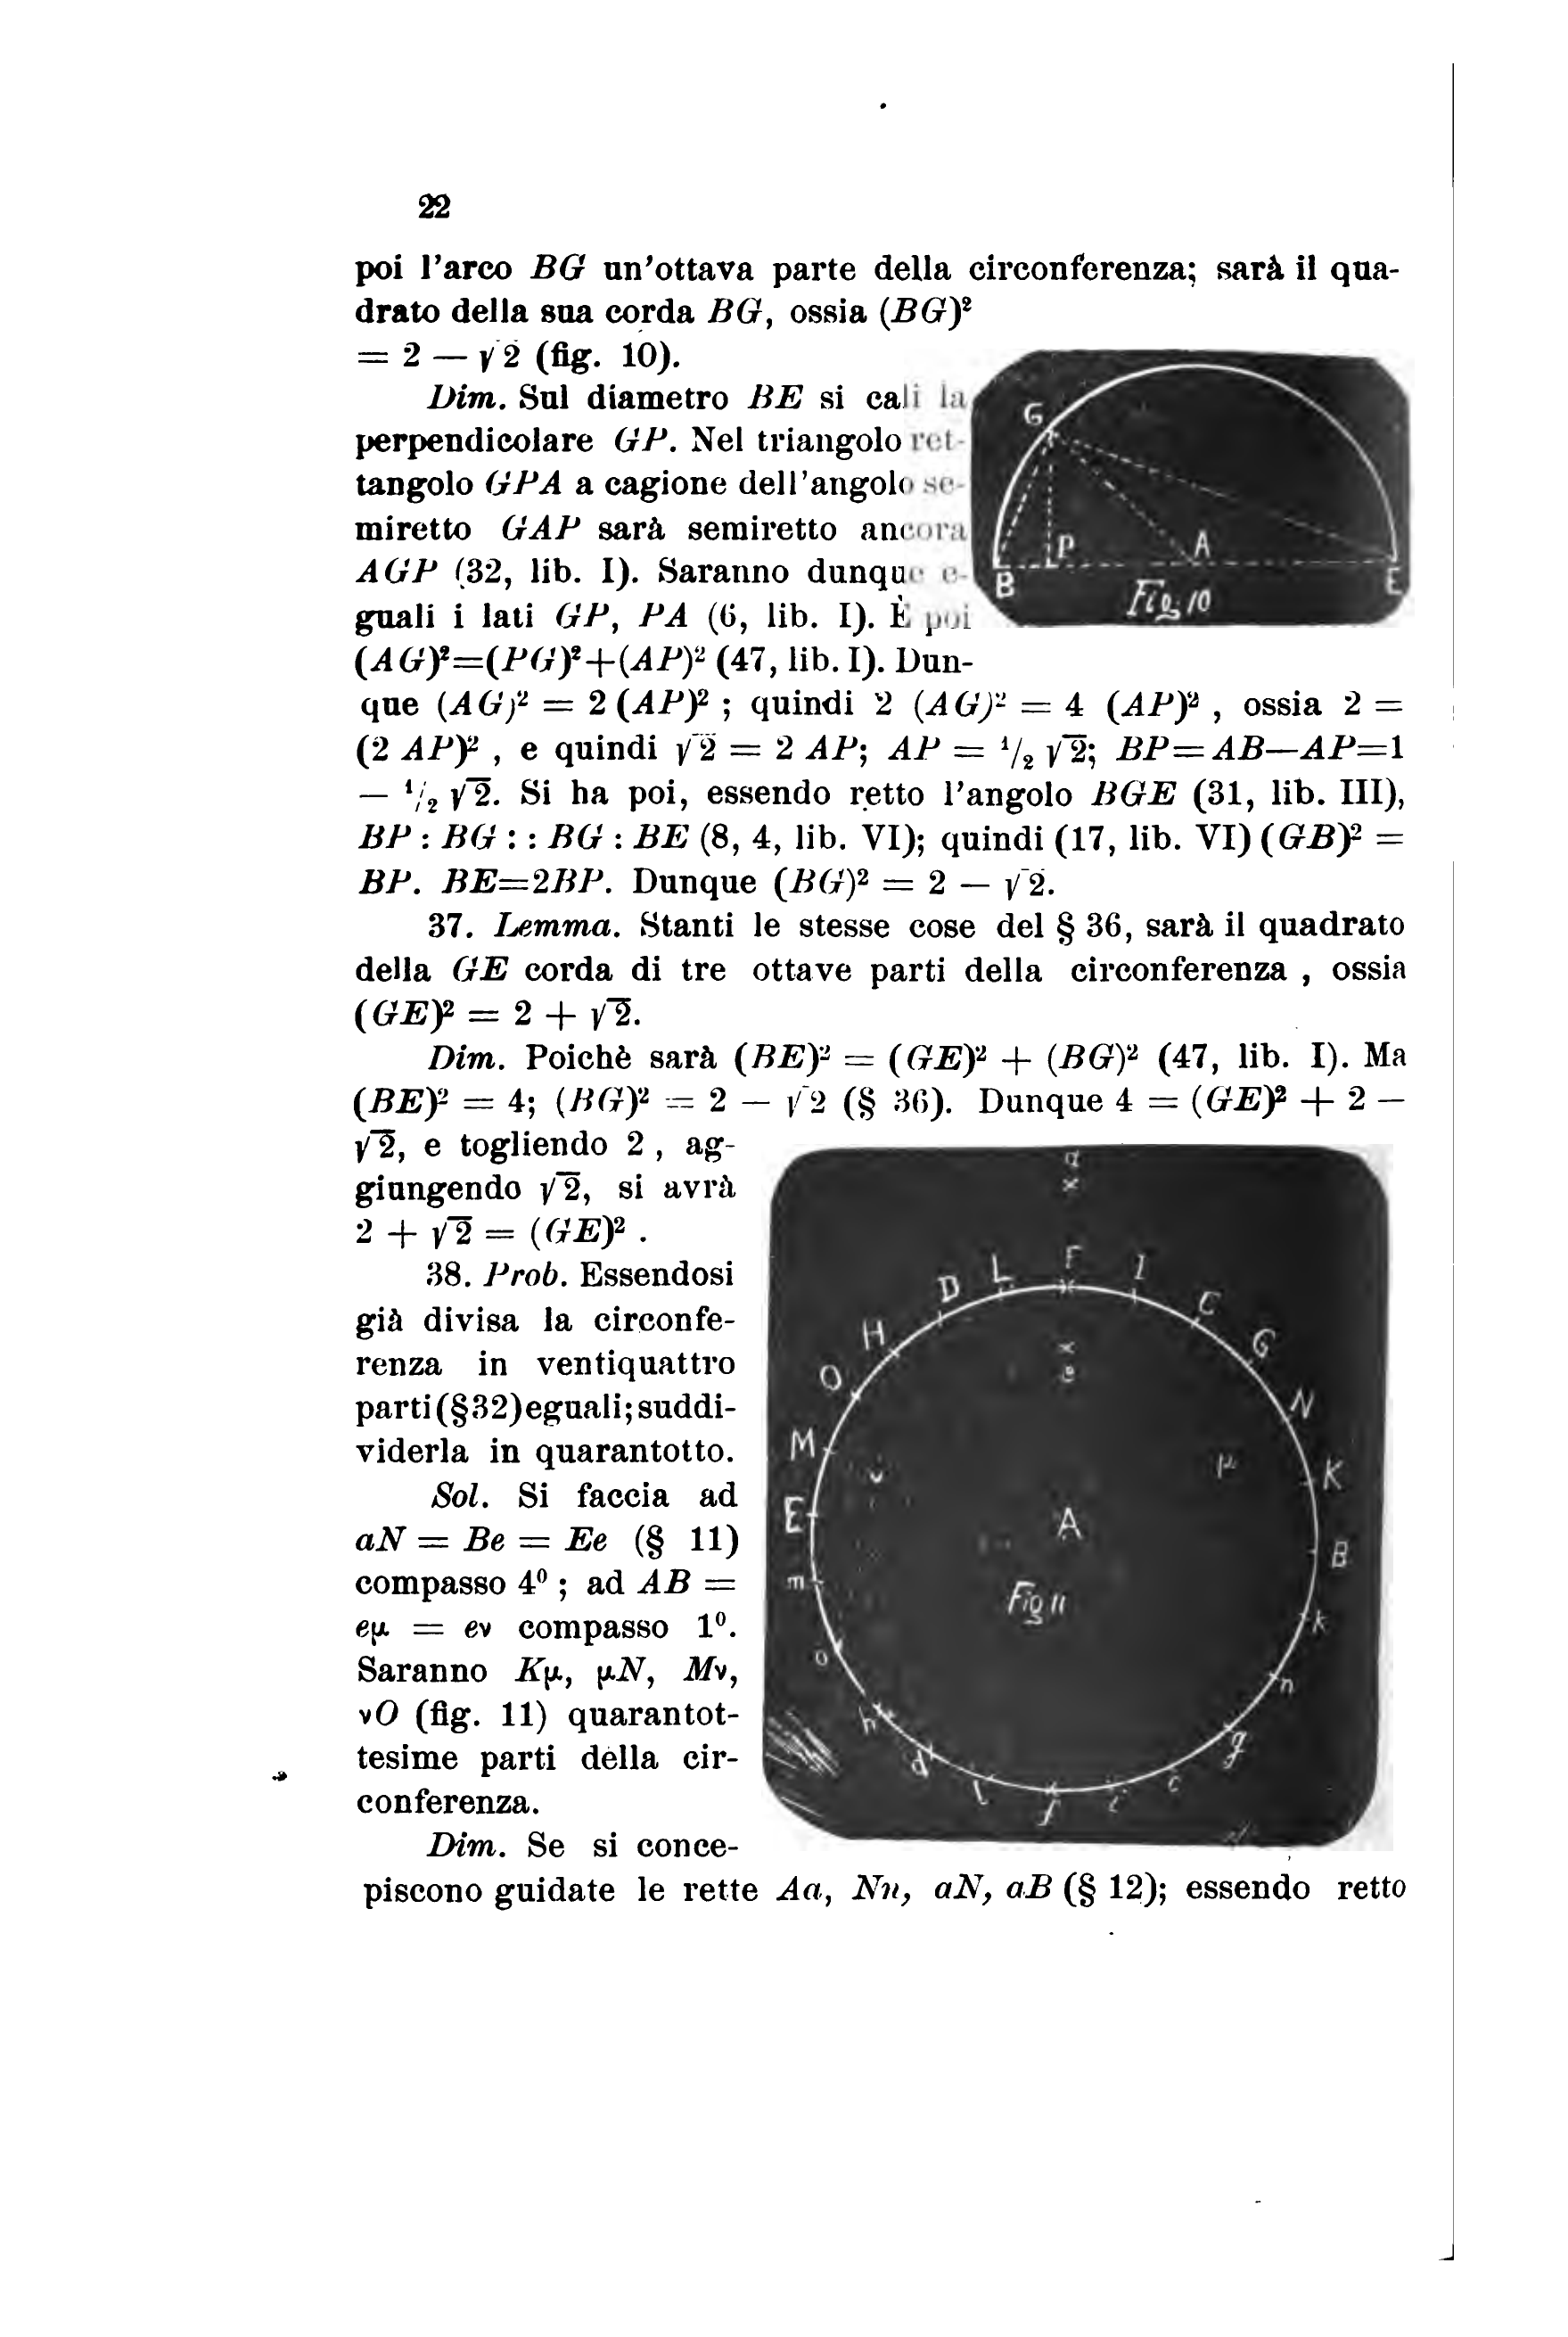 22
poi l'arco BG un'ottava parte della circonferenza; sarà il qua-
drato della sua corda BG, ossia (BG)²
= 2 — √2 (fig. 10).
Dim. Sul diametro BE si cali la
perpendicolare GP. Nel triangolo ret-
tangolo GPA a cagione dell'angolo se-
miretto GAP sarà semiretto ancora
AGP (32, lib. I). Saranno dunque e-
guali i lati GP, PA (6, lib. I). È poi
(AG)²=(PG)²+(AP)² (47, lib. I). Dun-
G
P
A
B
E
Fig 10
que (AG)² = 2 (AP)² ; quindi 2 (AG)² = 4 (AP)² , ossia 2 =
(2 AP)² , e quindi √2 = 2 AP; AP = ¹/₂ √2; BP=AB—AP=1
— ¹/₂ √2. Si ha poi, essendo retto l'angolo BGE (31, lib. III),
BP : BG : : BG : BE (8, 4, lib. VI); quindi (17, lib. VI) (GB)² =
BP. BE=2BP. Dunque (BG)² = 2 — √2.
37. Lemma. Stanti le stesse cose del § 36, sarà il quadrato
della GE corda di tre ottave parti della circonferenza , ossia
(GE)² = 2 + √2.
Dim. Poichè sarà (BE)² = (GE)² + (BG)² (47, lib. I). Ma
(BE)² = 4; (BG)² = 2 — √2 (§ 36). Dunque 4 = (GE)² + 2 —
√2, e togliendo 2 , ag-
giungendo √2, si avrà
2 + √2 = (GE)² .
38. Prob. Essendosi
già divisa la circonfe-
renza in ventiquattro
parti (§ 32) eguali; suddi-
viderla in quarantotto.
Sol. Si faccia ad
aN = Be = Ee (§ 11)
compasso 4⁰ ; ad AB =
eμ = eν compasso 1⁰.
Saranno Kμ, μN, Mν,
νO (fig. 11) quarantot-
tesime parti della cir-
conferenza.
Dim. Se si conce-
a
F
L
I
D
C
H
G
e
O
N
M
ν
μ
K
E
A
B
m
Fig 11
k
o
n
h
g
d
l
c
i
f
piscono guidate le rette Aa, Nn, aN, aB (§ 12); essendo retto